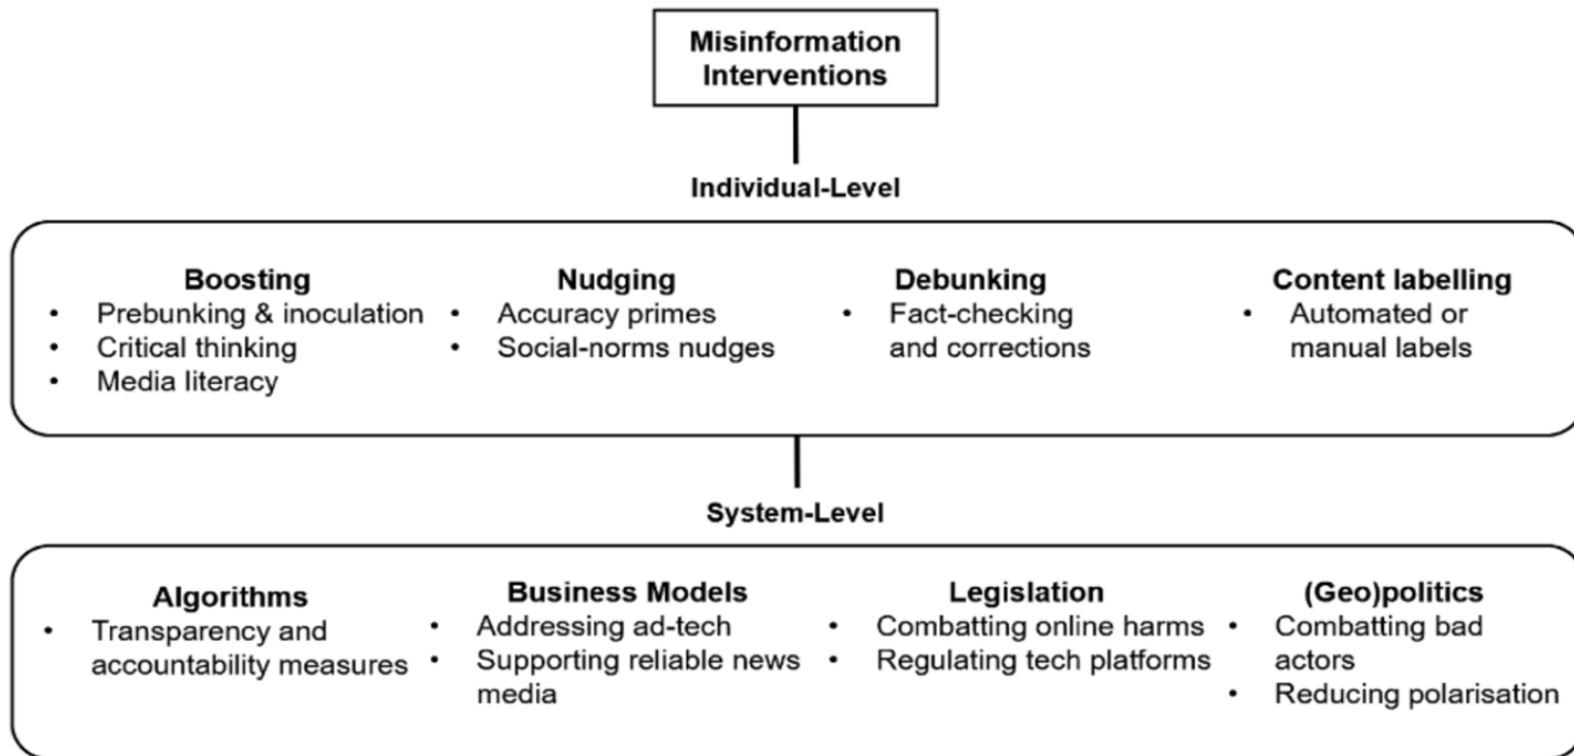 Misinformation
Interventions
Individual-Level
Boosting
• Prebunking & inoculation
• Critical thinking
• Media literacy
Nudging
• Accuracy primes
• Social-norms nudges
Debunking
• Fact-checking
and corrections
Content labelling
• Automated or
manual labels
System-Level
Algorithms
• Transparency and
accountability measures
Business Models
• Addressing ad-tech
• Supporting reliable news
media
Legislation
• Combatting online harms
• Regulating tech platforms
(Geo)politics
• Combatting bad
actors
• Reducing polarisation